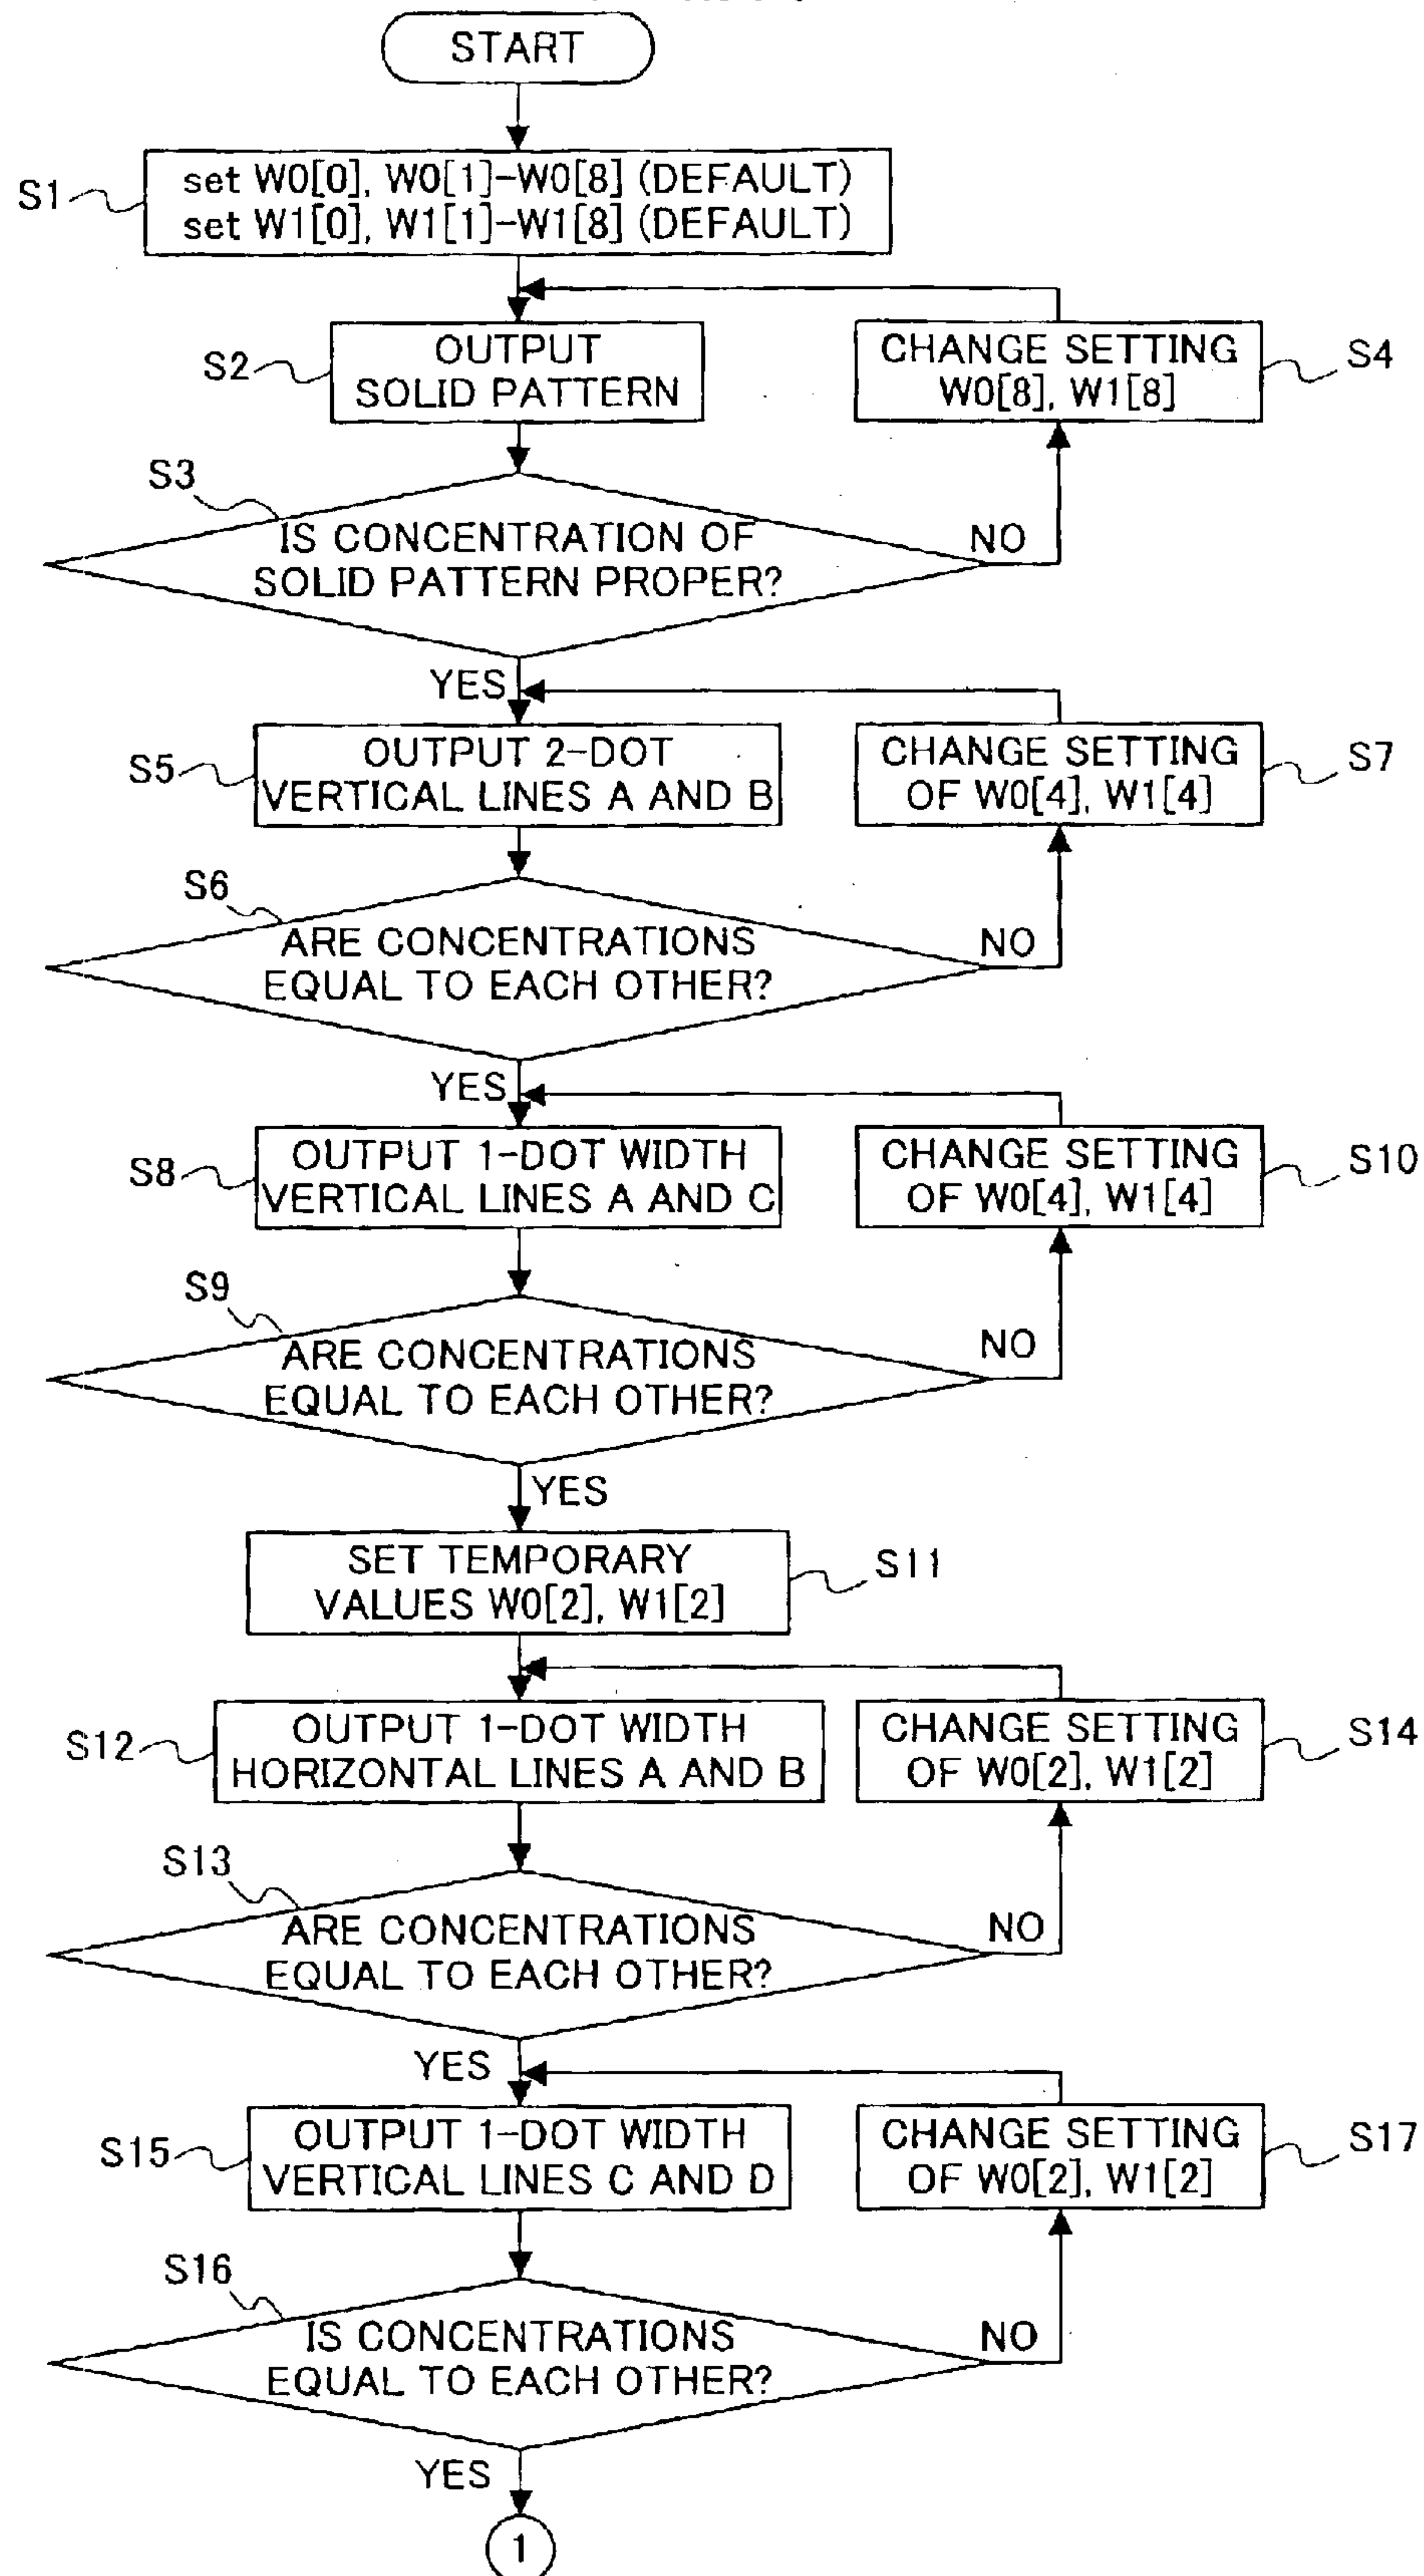 START
S1
set W0[0], W0[1]-W0[8] (DEFAULT)
set W1[0], W1[1]-W1[8] (DEFAULT)
S2
OUTPUT
SOLID PATTERN
CHANGE SETTING
W0[8], W1[8]
S4
S3
IS CONCENTRATION OF
SOLID PATTERN PROPER?
NO
YES
S5
OUTPUT 2-DOT
VERTICAL LINES A AND B
CHANGE SETTING
OF W0[4], W1[4]
S7
S6
ARE CONCENTRATIONS
EQUAL TO EACH OTHER?
NO
YES
S8
OUTPUT 1-DOT WIDTH
VERTICAL LINES A AND C
CHANGE SETTING
OF W0[4], W1[4]
S10
S9
ARE CONCENTRATIONS
EQUAL TO EACH OTHER?
NO
YES
SET TEMPORARY
VALUES W0[2], W1[2]
S11
S12
OUTPUT 1-DOT WIDTH
HORIZONTAL LINES A AND B
CHANGE SETTING
OF W0[2], W1[2]
S14
S13
ARE CONCENTRATIONS
EQUAL TO EACH OTHER?
NO
YES
S15
OUTPUT 1-DOT WIDTH
VERTICAL LINES C AND D
CHANGE SETTING
OF W0[2], W1[2]
S17
S16
IS CONCENTRATIONS
EQUAL TO EACH OTHER?
NO
YES
1